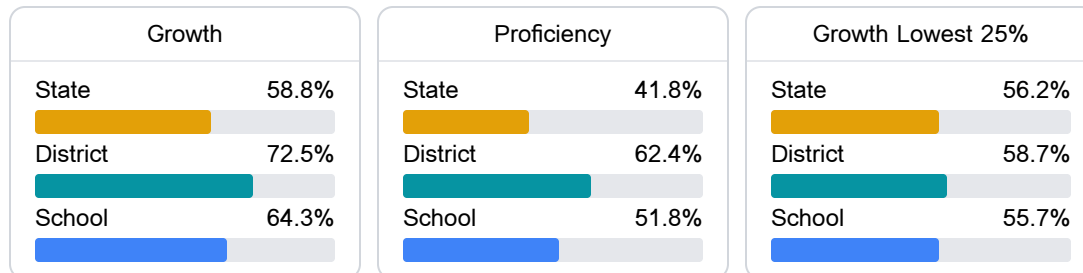 Growth
State 58.8%
District 72.5%
School 64.3%
Proficiency
State 41.8%
District 62.4%
School 51.8%
Growth Lowest 25%
State 56.2%
District 58.7%
School 55.7%